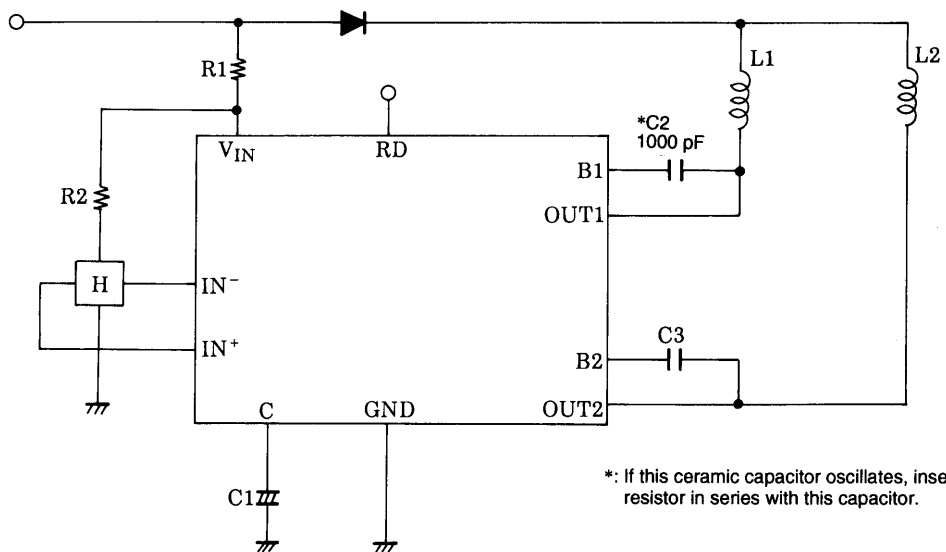 R1
L1
L2
*C2
1000 pF
VIN
RD
B1
R2
OUT1
H
IN-
IN+
C3
B2
C
GND
OUT2
C1
*: If this ceramic capacitor oscillates,
resistor in series with this capacitor.